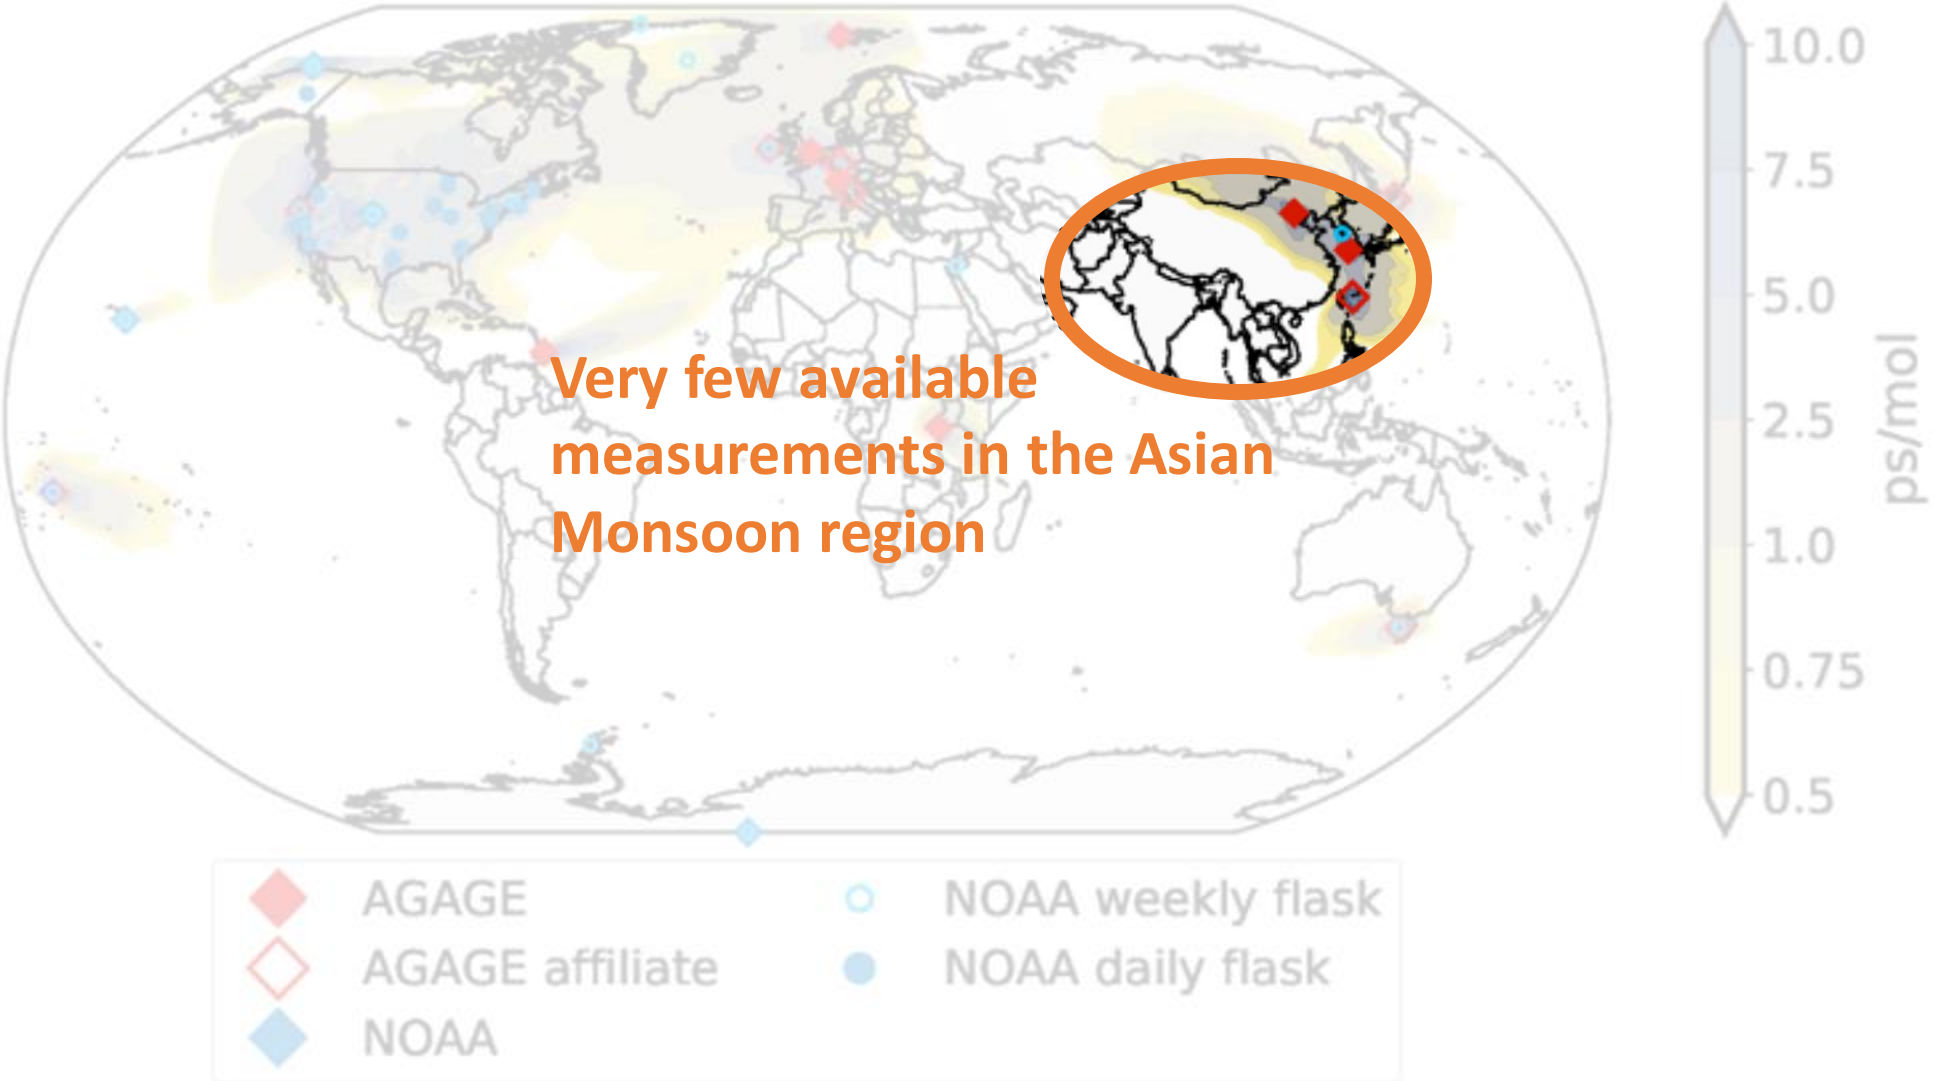 10.0
7.5
5.0
2.5
1.0
0.75
0.5
ps/mol
Very few available
measurements in the Asian
Monsoon region
AGAGE
AGAGE affiliate
NOAA
NOAA weekly flask
NOAA daily flask